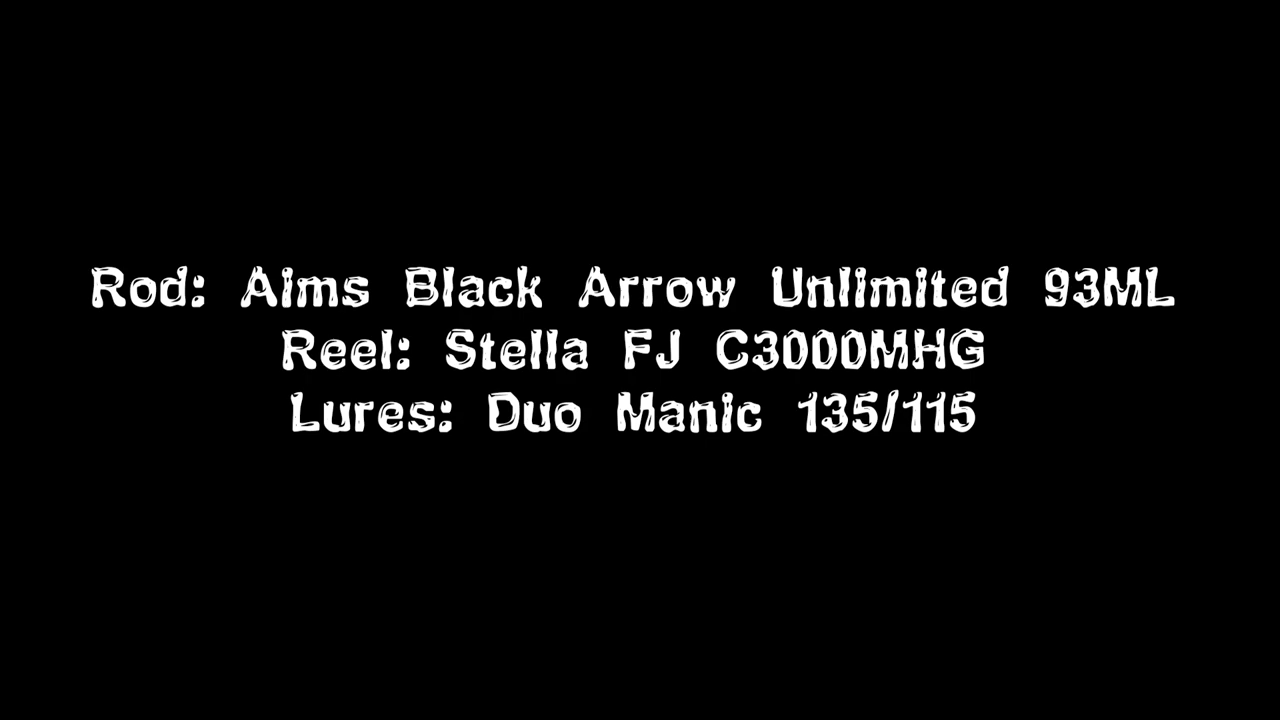 Rod: Aims Black Arrow Unlimited 93ML
Reel: Stella FJ C3000MHG
Lures: Duo Manic 135/115